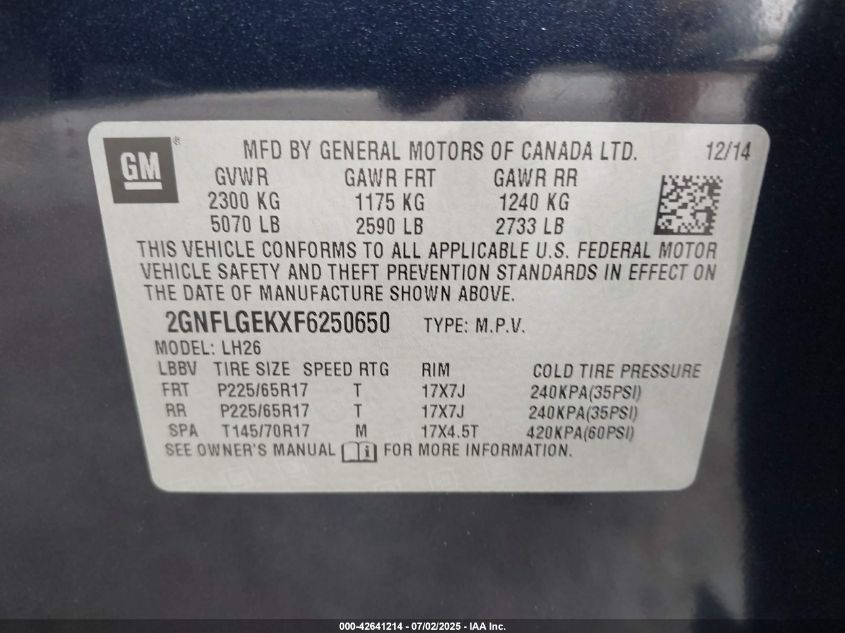 GM ®
MFD BY GENERAL MOTORS OF CANADA LTD. 12/14
GVWR GAWR FRT GAWR RR
2300 KG 1175 KG 1240 KG
5070 LB 2590 LB 2733 LB
THIS VEHICLE CONFORMS TO ALL APPLICABLE U.S. FEDERAL MOTOR
VEHICLE SAFETY AND THEFT PREVENTION STANDARDS IN EFFECT ON
THE DATE OF MANUFACTURE SHOWN ABOVE.
2GNFLGEKXF6250650 TYPE: M.P.V.
MODEL: LH26
LBBV TIRE SIZE SPEED RTG RIM COLD TIRE PRESSURE
FRT P225/65R17 T 17X7J 240KPA(35PSI)
RR P225/65R17 T 17X7J 240KPA(35PSI)
SPA T145/70R17 M 17X4.5T 420KPA(60PSI)
SEE OWNER'S MANUAL i FOR MORE INFORMATION.
000-42641214 - 07/02/2025 - IAA Inc.